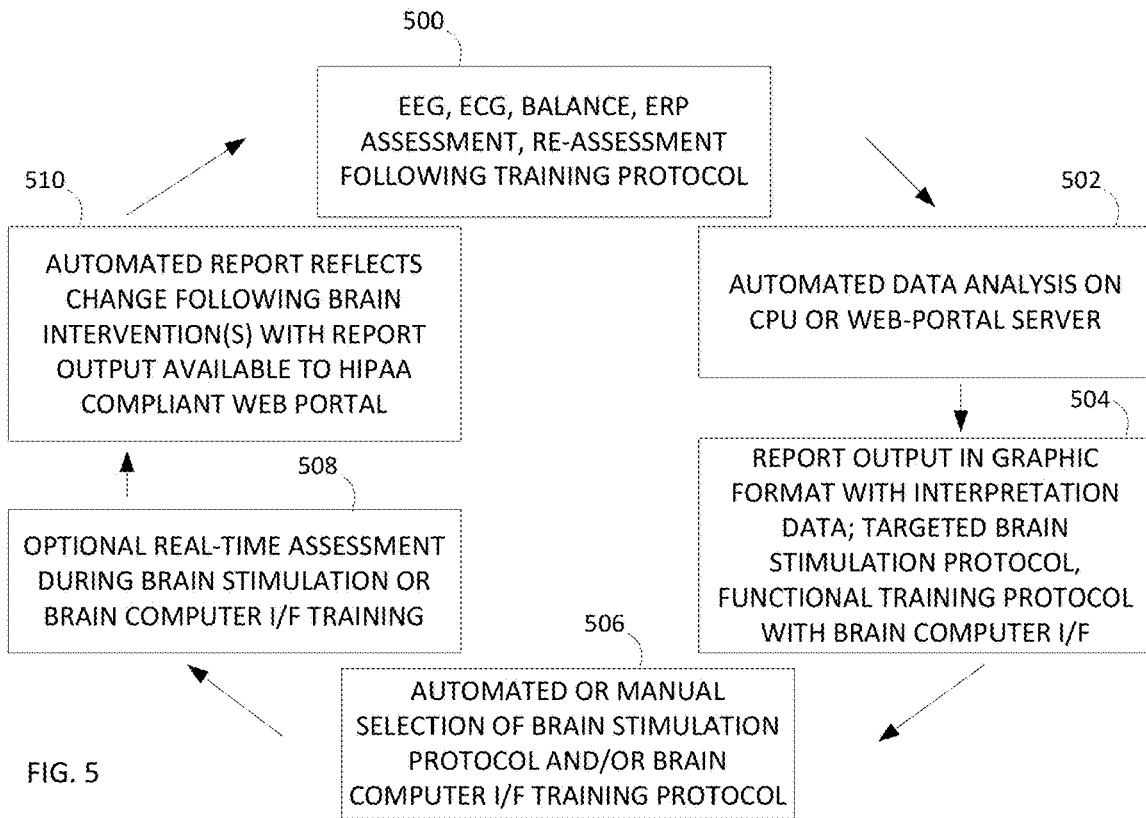 500
EEG, ECG, BALANCE, ERP
ASSESSMENT, RE-ASSESSMENT
FOLLOWING TRAINING PROTOCOL
502
AUTOMATED DATA ANALYSIS ON
CPU OR WEB-PORTAL SERVER
504
REPORT OUTPUT IN GRAPHIC
FORMAT WITH INTERPRETATION
DATA; TARGETED BRAIN
STIMULATION PROTOCOL,
FUNCTIONAL TRAINING PROTOCOL
WITH BRAIN COMPUTER I/F
506
AUTOMATED OR MANUAL
SELECTION OF BRAIN STIMULATION
PROTOCOL AND/OR BRAIN
COMPUTER I/F TRAINING PROTOCOL
508
OPTIONAL REAL-TIME ASSESSMENT
DURING BRAIN STIMULATION OR
BRAIN COMPUTER I/F TRAINING
510
AUTOMATED REPORT REFLECTS
CHANGE FOLLOWING BRAIN
INTERVENTION(S) WITH REPORT
OUTPUT AVAILABLE TO HIPAA
COMPLIANT WEB PORTAL
FIG. 5